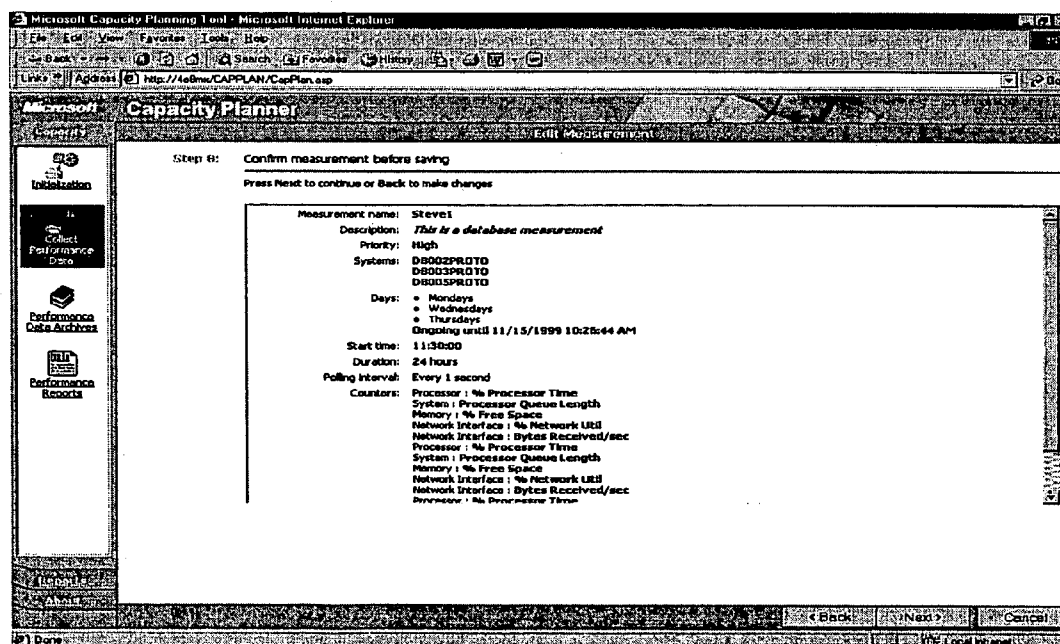 Microsoft Capacity Planning Tool - Microsoft Internet Explorer
File Edit View Favorites Tools Help
Back Search Favorites History
Links Address http://4a8mx/CAPPLAN/CapPlan.asp
Microsoft Capacity Planner
Capacity Edit Measurement
Step 8: Confirm measurement before saving
Press Next to continue or Back to make changes
Initialization
Collect Performance Data
Performance Data Archives
Performance Reports
Measurement name: Steve1
Description: This is a database measurement
Priority: High
Systems: DB002PROTO
DB003PROTO
DB005PROTO
Days: • Mondays
• Wednesdays
• Thursdays
Ongoing until 11/15/1999 10:28:44 AM
Start time: 11:30:00
Duration: 24 hours
Polling interval: Every 1 second
Counters: Processor : % Processor Time
System : Processor Queue Length
Memory : % Free Space
Network Interface : % Network Util
Network Interface : Bytes Received/sec
Processor : % Processor Time
System : Processor Queue Length
Memory : % Free Space
Network Interface : % Network Util
Network Interface : Bytes Received/sec
Processor : % Processor Time
Reports
< Back Next > Cancel
Done